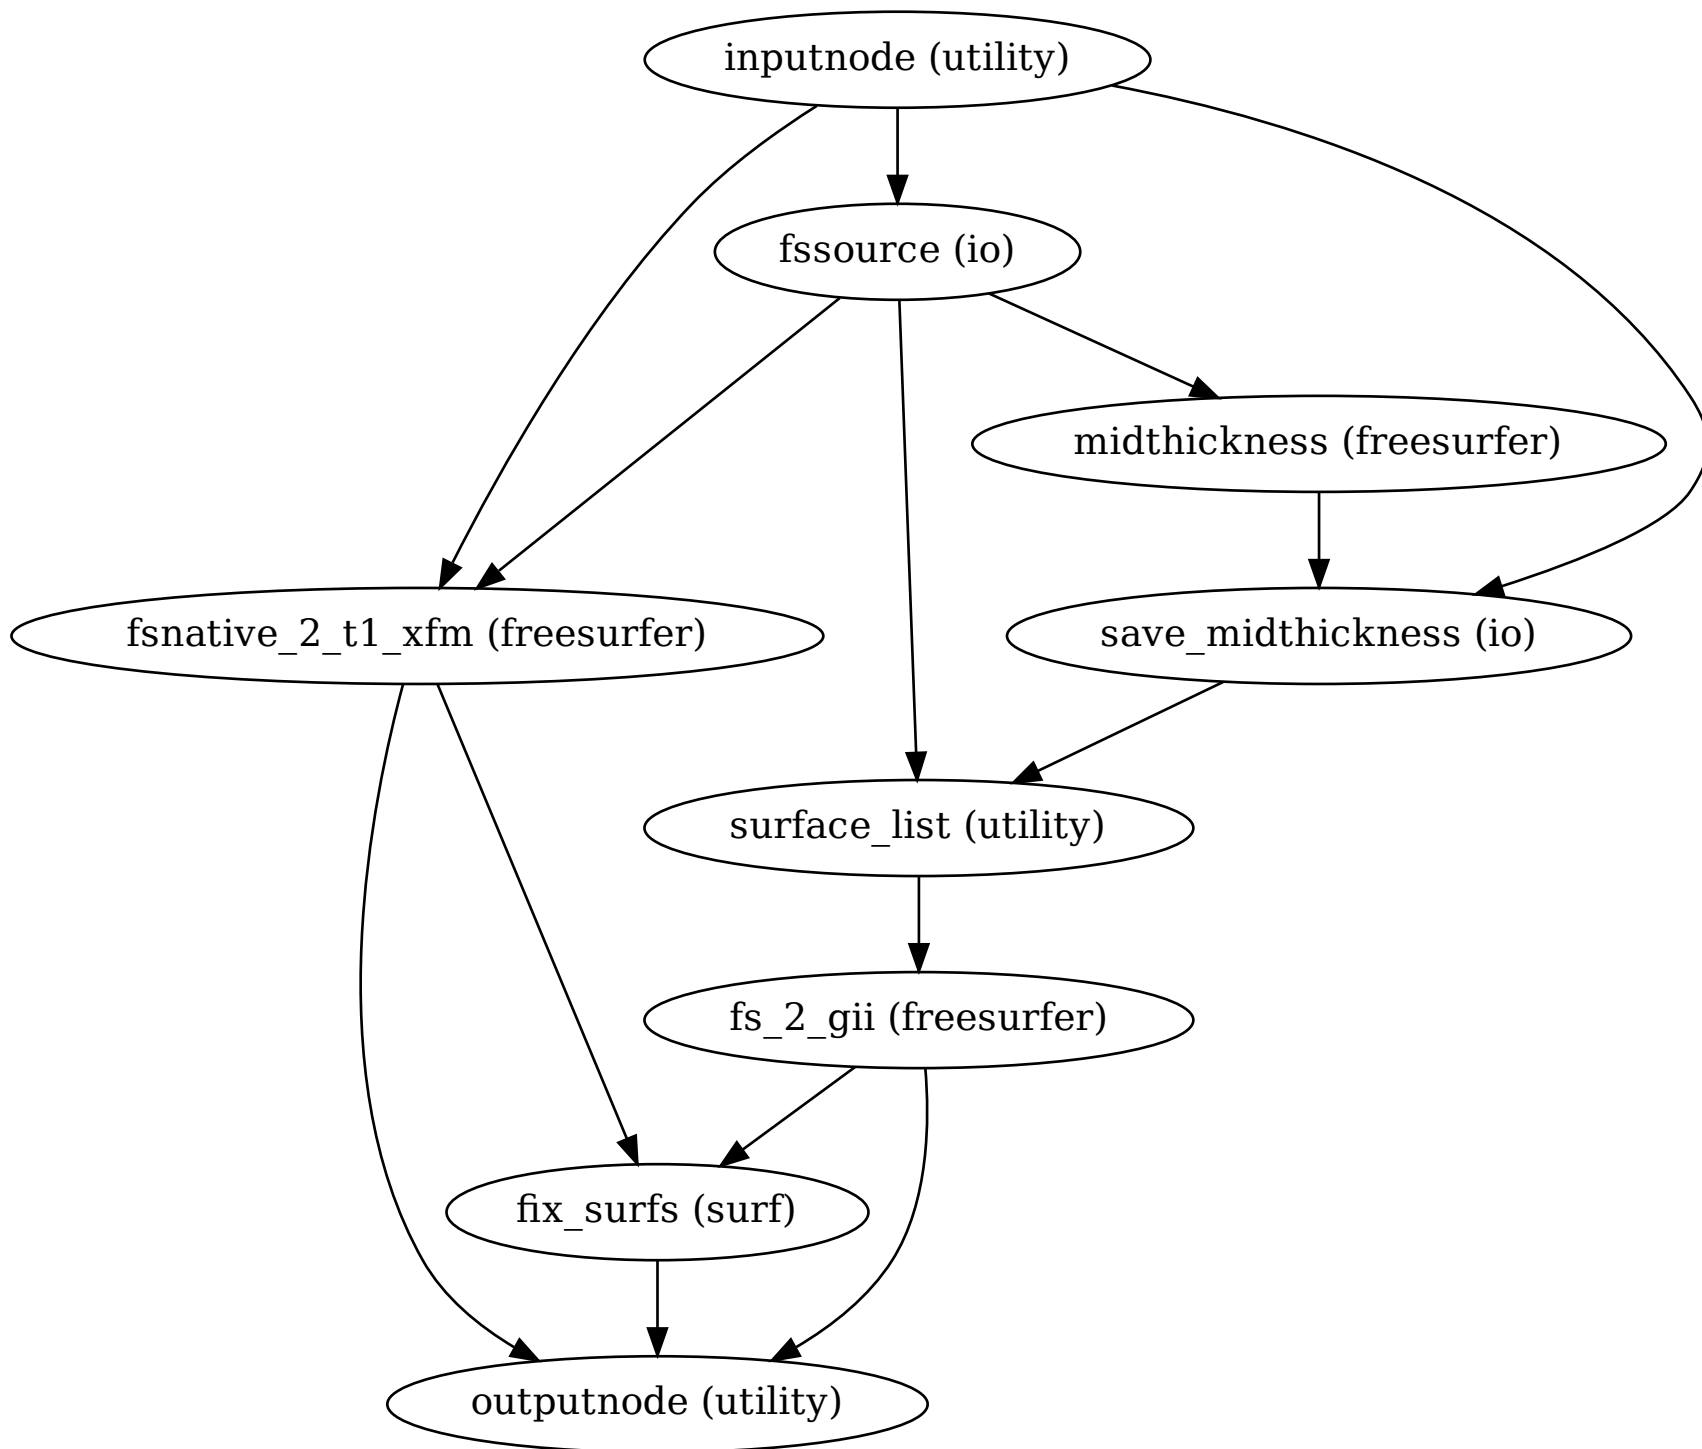 inputnode (utility)
fssource (io)
midthickness (freesurfer)
fsnative_2_t1_xfm (freesurfer)
save_midthickness (io)
surface_list (utility)
fs_2_gii (freesurfer)
fix_surfs (surf)
outputnode (utility)